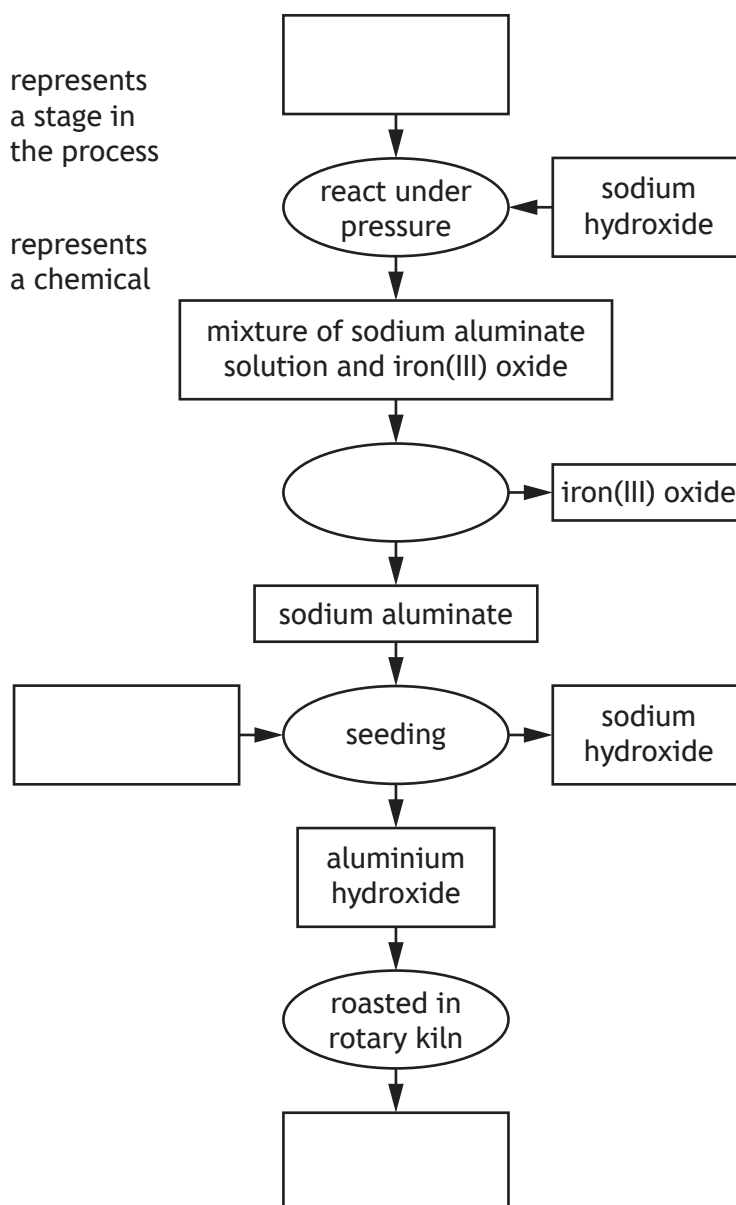 represents
a stage in
the process
react under
pressure
sodium
hydroxide
represents
a chemical
mixture of sodium aluminate
solution and iron(III) oxide
iron(III) oxide
sodium aluminate
seeding
sodium
hydroxide
aluminium
hydroxide
roasted in
rotary kiln